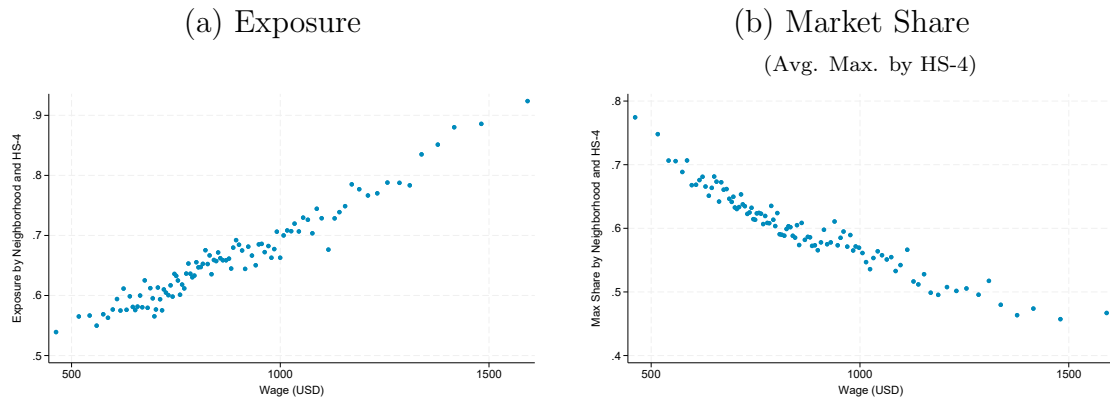 (a) Exposure
Exposure by Neighborhood and HS-4
.9
.8
.7
.6
.5
500
1000
1500
Wage (USD)
(b) Market Share
(Avg. Max. by HS-4)
Max Share by Neighborhood and HS-4
.8
.7
.6
.5
.4
500
1000
1500
Wage (USD)